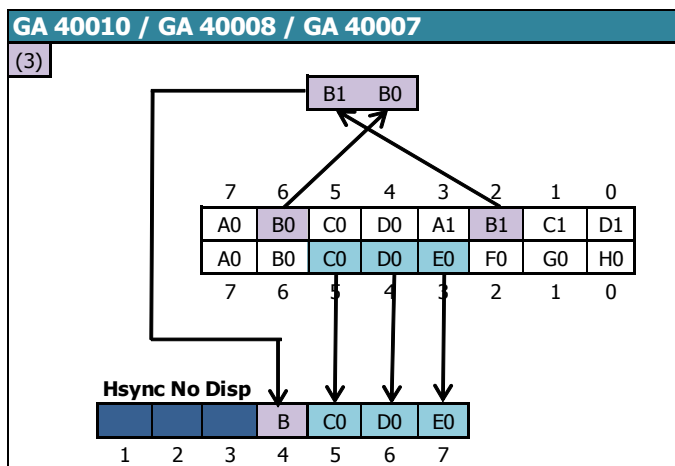 GA 40010 / GA 40008 / GA 40007
(3)
B1 B0
7 6 5 4 3 2 1 0
A0 B0 C0 D0 A1 B1 C1 D1
A0 B0 C0 D0 E0 F0 G0 H0
7 6 5 4 3 2 1 0
Hsync No Disp
B C0 D0 E0
1 2 3 4 5 6 7